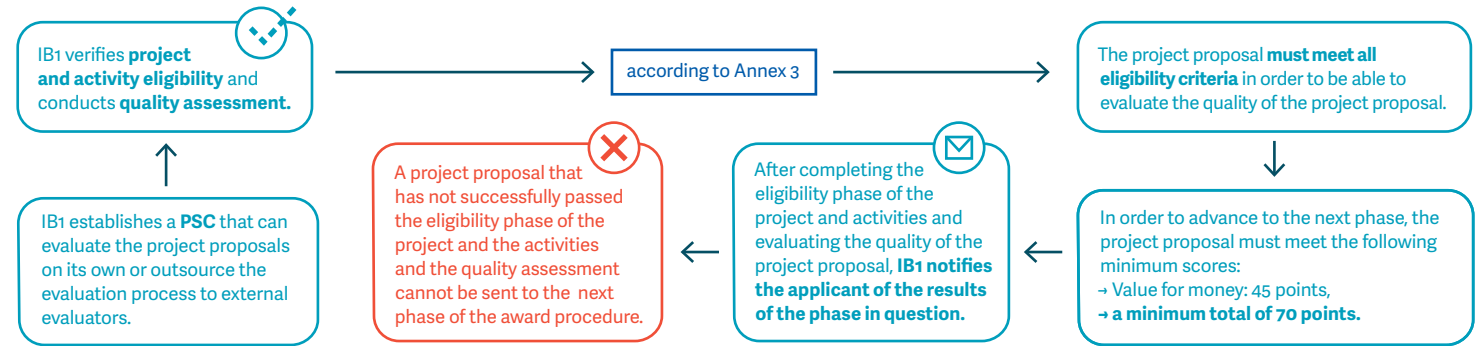 IB1 verifies project
and activity eligibility and
conducts quality assessment.
according to Annex 3
The project proposal must meet all
eligibility criteria in order to be able to
evaluate the quality of the project proposal.
IB1 establishes a PSC that can
evaluate the project proposals
on its own or outsource the
evaluation process to external
evaluators.
A project proposal that
has not successfully passed
the eligibility phase of the
project and the activities
and the quality assessment
cannot be sent to the next
phase of the award procedure.
After completing the
eligibility phase of the
project and activities and
evaluating the quality of the
project proposal, IB1 notifies
the applicant of the results
of the phase in question.
In order to advance to the next phase, the
project proposal must meet the following
minimum scores:
→ Value for money: 45 points,
→ a minimum total of 70 points.